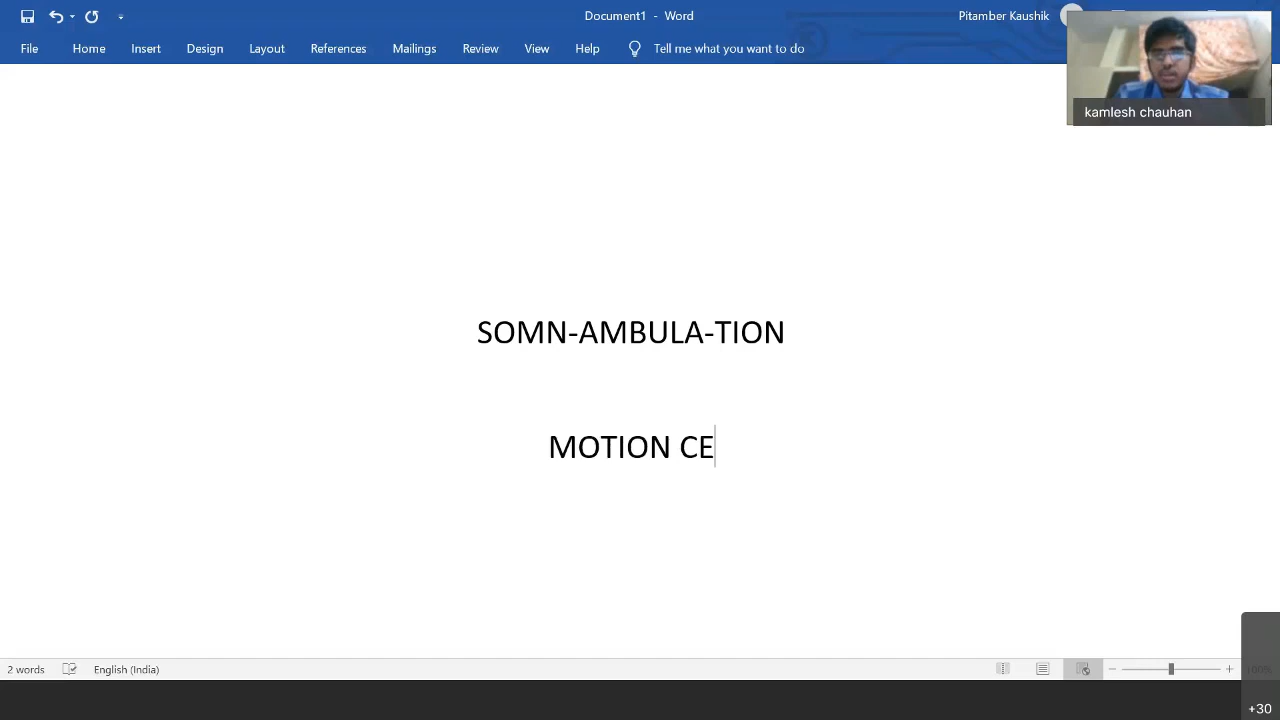 Document1 - Word
Pitamber Kaushik
File Home Insert Design Layout References Mailings Review View Help Tell me what you want to do
kamlesh chauhan
SOMN-AMBULA-TION
MOTION CE
2 words English (India)
100%
+30